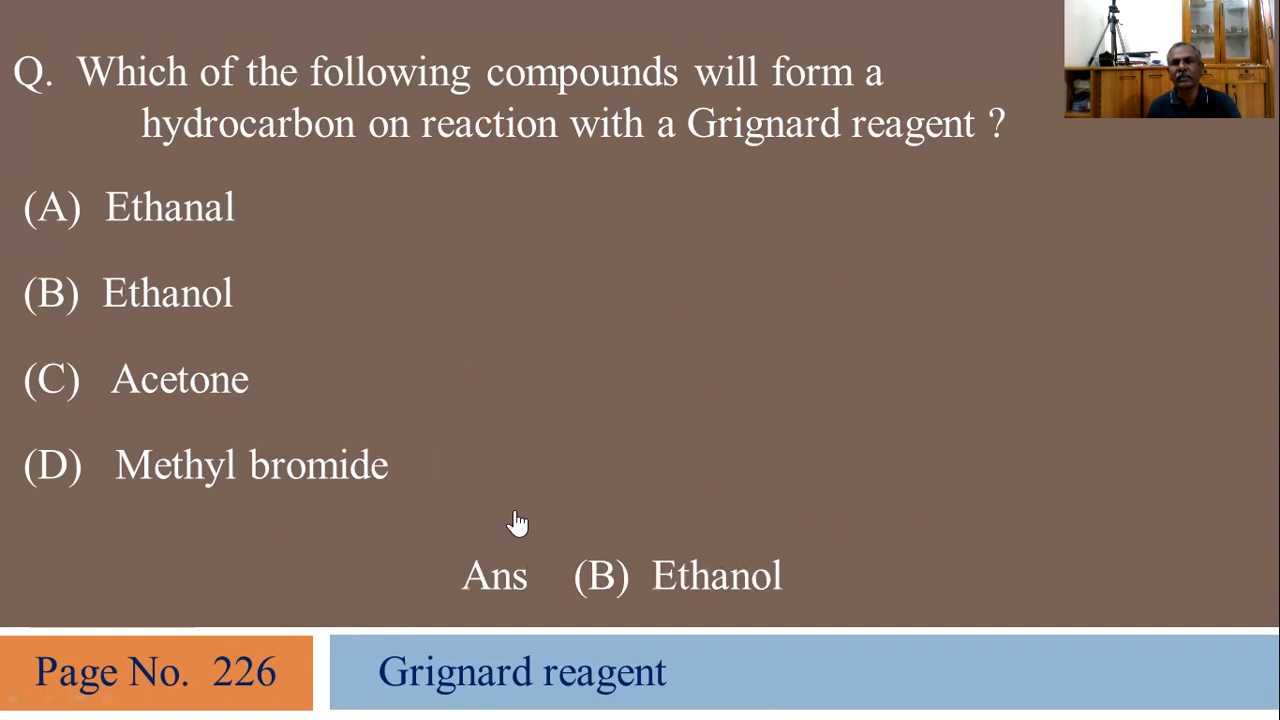 Q. Which of the following compounds will form a
hydrocarbon on reaction with a Grignard reagent ?
(A) Ethanal
(B) Ethanol
(C) Acetone
(D) Methyl bromide
Ans (B) Ethanol
Page No. 226
Grignard reagent